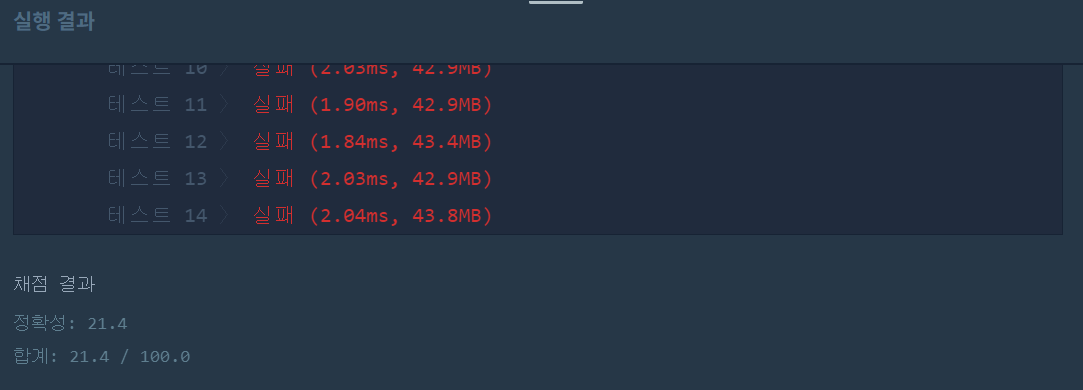 실행 결과
테스트 10 〉 실패 (2.03ms, 42.9MB)
테스트 11 〉 실패 (1.90ms, 42.9MB)
테스트 12 〉 실패 (1.84ms, 43.4MB)
테스트 13 〉 실패 (2.03ms, 42.9MB)
테스트 14 〉 실패 (2.04ms, 43.8MB)
채점 결과
정확성: 21.4
합계: 21.4 / 100.0